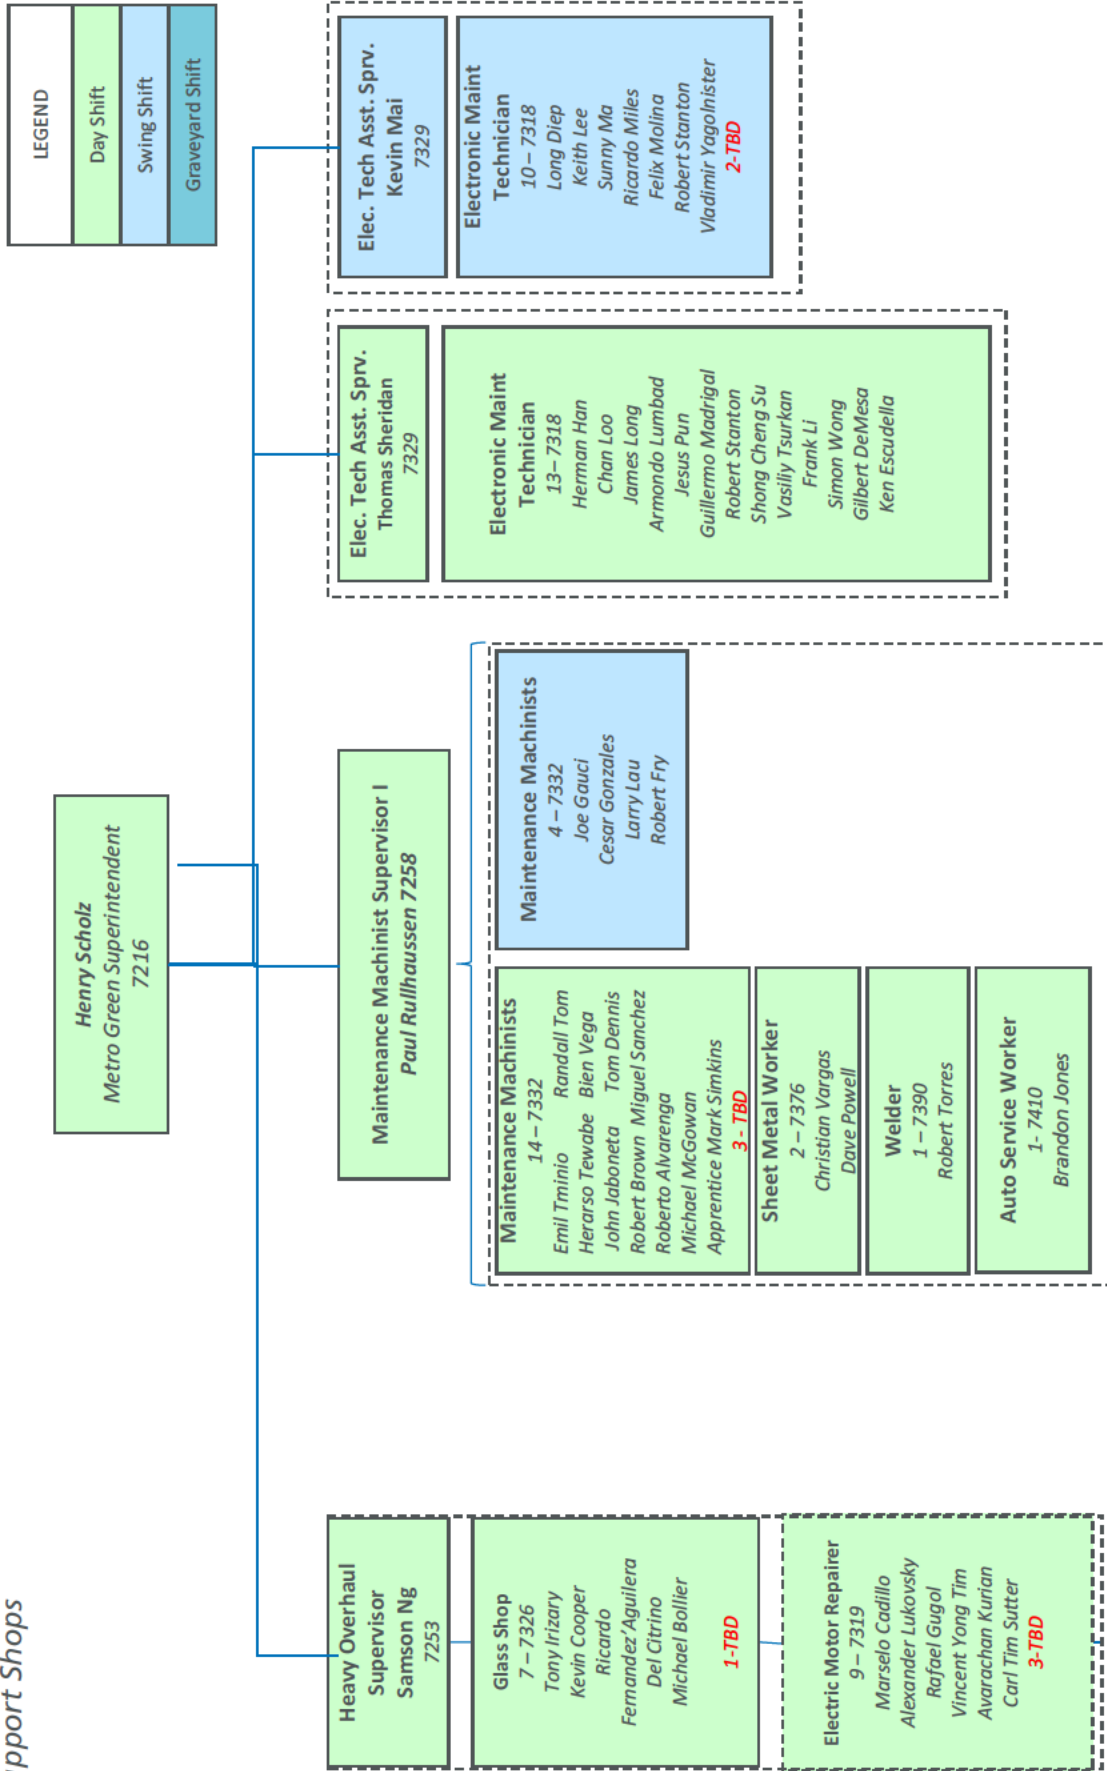 pport Shops
Henry Scholz
Metro Green Superintendent
7216
LEGEND
Day Shift
Swing Shift
Graveyard Shift
Heavy Overhaul
Supervisor
Samson Ng
7253
Glass Shop
7 – 7326
Tony Irizary
Kevin Cooper
Ricardo
Fernandez'Aguilera
Del Citrino
Michael Bollier
1-TBD
Electric Motor Repairer
9 – 7319
Marselo Cadillo
Alexander Lukovsky
Rafael Gugol
Vincent Yong Tim
Avarachan Kurian
Carl Tim Sutter
3-TBD
Maintenance Machinist Supervisor I
Paul Rullhaussen 7258
Maintenance Machinists
14 – 7332
Emil Tminio Randall Tom
Herarso Tewabe Bien Vega
John Jaboneta Tom Dennis
Robert Brown Miguel Sanchez
Roberto Alvarenga
Michael McGowan
Apprentice Mark Simkins
3 - TBD
Sheet Metal Worker
2 – 7376
Christian Vargas
Dave Powell
Welder
1 – 7390
Robert Torres
Auto Service Worker
1- 7410
Brandon Jones
Maintenance Machinists
4 – 7332
Joe Gauci
Cesar Gonzales
Larry Lau
Robert Fry
Elec. Tech Asst. Sprv.
Thomas Sheridan
7329
Electronic Maint
Technician
13 – 7318
Herman Han
Chan Loo
James Long
Armondo Lumbad
Jesus Pun
Guillermo Madrigal
Robert Stanton
Shong Cheng Su
Vasiliy Tsurkan
Frank Li
Simon Wong
Gilbert DeMesa
Ken Escudella
Elec. Tech Asst. Sprv.
Kevin Mai
7329
Electronic Maint
Technician
10 – 7318
Long Diep
Keith Lee
Sunny Ma
Ricardo Miles
Felix Molina
Robert Stanton
Vladimir Yagolnister
2-TBD